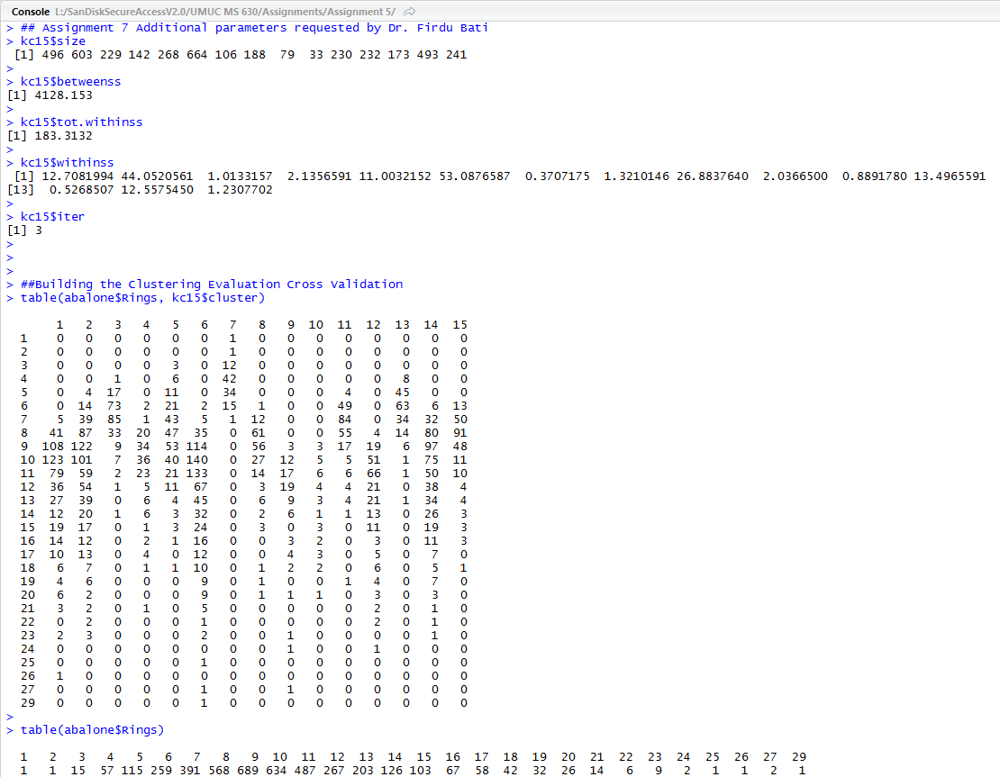 Console L:/SanDiskSecureAccessV2.0/UMUC MS 630/Assignments/Assignment 5/
> ## Assignment 7 Additional parameters requested by Dr. Firdu Bati
> kc15$size
 [1] 496 603 229 142 268 664 106 188  79  33 230 232 173 493 241
>
> kc15$betweenss
[1] 4128.153
>
> kc15$tot.withinss
[1] 183.3132
>
> kc15$withinss
 [1] 12.7081994 44.0520561  1.0133157  2.1356591 11.0032152 53.0876587  0.3707175  1.3210146 26.8837640  2.0366500  0.8891780 13.4965591
[13]  0.5268507 12.5575450  1.2307702
>
> kc15$iter
[1] 3
>
>
>
> ##Building the Clustering Evaluation Cross Validation
> table(abalone$Rings, kc15$cluster)
      1   2   3   4   5   6   7   8   9  10  11  12  13  14  15
  1   0   0   0   0   0   0   1   0   0   0   0   0   0   0   0
  2   0   0   0   0   0   0   1   0   0   0   0   0   0   0   0
  3   0   0   0   0   3   0  12   0   0   0   0   0   0   0   0
  4   0   0   1   0   6   0  42   0   0   0   0   0   8   0   0
  5   0   4  17   0  11   0  34   0   0   0   4   0  45   0   0
  6   0  14  73   2  21   2  15   1   0   0  49   0  63   6  13
  7   5  39  85   1  43   5   1  12   0   0  84   0  34  32  50
  8  41  87  33  20  47  35   0  61   0   0  55   4  14  80  91
  9 108 122   9  34  53 114   0  56   3   3  17  19   6  97  48
  10 123 101   7  36  40 140   0  27  12   5   5  51   1  75  11
  11  79  59   2  23  21 133   0  14  17   6   6  66   1  50  10
  12  36  54   1   5  11  67   0   3  19   4   4  21   0  38   4
  13  27  39   0   6   4  45   0   6   9   3   4  21   1  34   4
  14  12  20   1   6   3  32   0   2   6   1   1  13   0  26   3
  15  19  17   0   1   3  24   0   3   0   3   0  11   0  19   3
  16  14  12   0   2   1  16   0   0   3   2   0   3   0  11   3
  17  10  13   0   4   0  12   0   0   4   3   0   5   0   7   0
  18   6   7   0   1   1  10   0   1   2   2   0   6   0   5   1
  19   4   6   0   0   0   9   0   1   0   0   1   4   0   7   0
  20   6   2   0   0   0   9   0   1   1   1   0   3   0   3   0
  21   3   2   0   1   0   5   0   0   0   0   0   2   0   1   0
  22   0   2   0   0   0   1   0   0   0   0   0   2   0   1   0
  23   2   3   0   0   0   2   0   0   1   0   0   0   0   1   0
  24   0   0   0   0   0   0   0   0   1   0   0   1   0   0   0
  25   0   0   0   0   0   1   0   0   0   0   0   0   0   0   0
  26   1   0   0   0   0   0   0   0   0   0   0   0   0   0   0
  27   0   0   0   0   0   1   0   0   1   0   0   0   0   0   0
  29   0   0   0   0   0   1   0   0   0   0   0   0   0   0   0
>
> table(abalone$Rings)
  1   2   3   4   5   6   7   8   9  10  11  12  13  14  15  16  17  18  19  20  21  22  23  24  25  26  27  29
  1   1  15  57 115 259 391 568 689 634 487 267 203 126 103  67  58  42  32  26  14   6   9   2   1   1   2   1